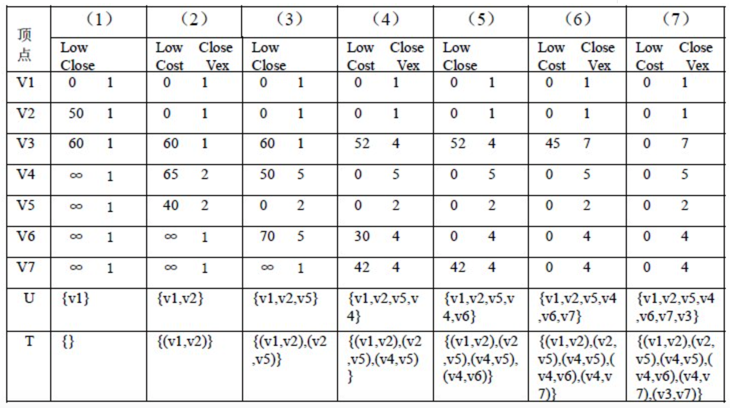 顶点 （1） （2） （3） （4） （5） （6） （7）
Low Close Low Close Low Low Close Low Low Close Low Close
Close Cost Vex Close Cost Vex Close Cost Vex Cost Vex
V1 0 1 0 1 0 1 0 1 0 1 0 1 0 1
V2 50 1 0 1 0 1 0 1 0 1 0 1 0 1
V3 60 1 60 1 60 1 52 4 52 4 45 7 0 7
V4 ∞ 1 65 2 50 5 0 5 0 5 0 5 0 5
V5 ∞ 1 40 2 0 2 0 2 0 2 0 2 0 2
V6 ∞ 1 ∞ 1 70 5 30 4 0 4 0 4 0 4
V7 ∞ 1 ∞ 1 ∞ 1 42 4 42 4 0 4 0 4
U {v1} {v1,v2} {v1,v2,v5} {v1,v2,v5,v {v1,v2,v5,v {v1,v2,v5,v4 {v1,v2,v5,v4
4} 4,v6} ,v6,v7} ,v6,v7,v3}
T {} {(v1,v2)} {(v1,v2),(v2 {(v1,v2),(v2 {(v1,v2),(v2 {(v1,v2),(v2, {(v1,v2),(v2,
,v5)} ,v5),(v4,v5) ,v5),(v4,v5), v5),(v4,v5),( v5),(v4,v5),(
} (v4,v6)} v4,v6),(v4,v v4,v6),(v4,v
7)} 7),(v3,v7)}